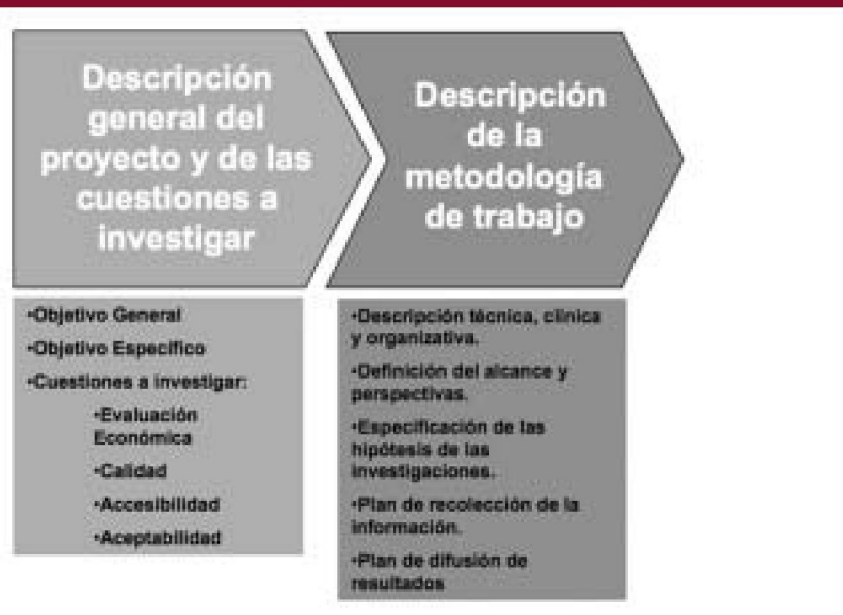 Descripción
general del
proyecto y de las
cuestiones a
investigar
•Objetivo General
•Objetivo Específico
•Cuestiones a investigar:
•Evaluación
Económica
•Calidad
•Accesibilidad
•Aceptabilidad
Descripción
de la
metodología
de trabajo
•Descripción técnica, clínica
y organizativa.
•Definición del alcance y
perspectivas.
•Especificación de las
hipótesis de las
investigaciones.
•Plan de recolección de la
información.
•Plan de difusión de
resultados